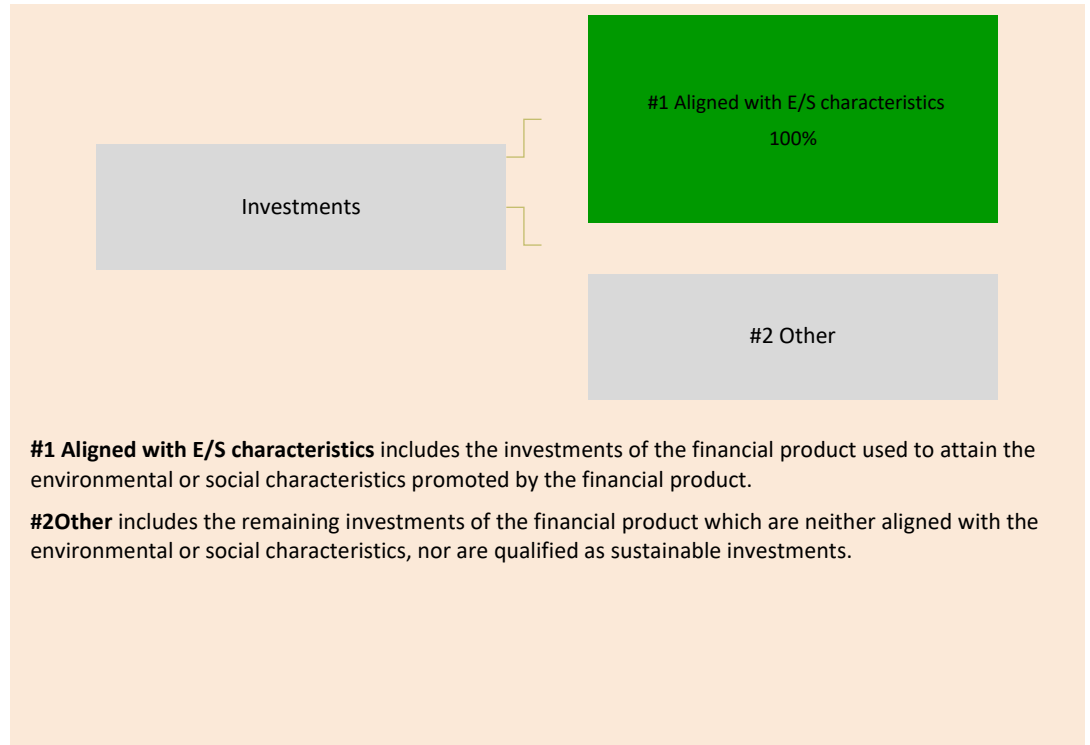 #1 Aligned with E/S characteristics
100%
Investments
#2 Other
#1 Aligned with E/S characteristics includes the investments of the financial product used to attain the
environmental or social characteristics promoted by the financial product.
#2Other includes the remaining investments of the financial product which are neither aligned with the
environmental or social characteristics, nor are qualified as sustainable investments.